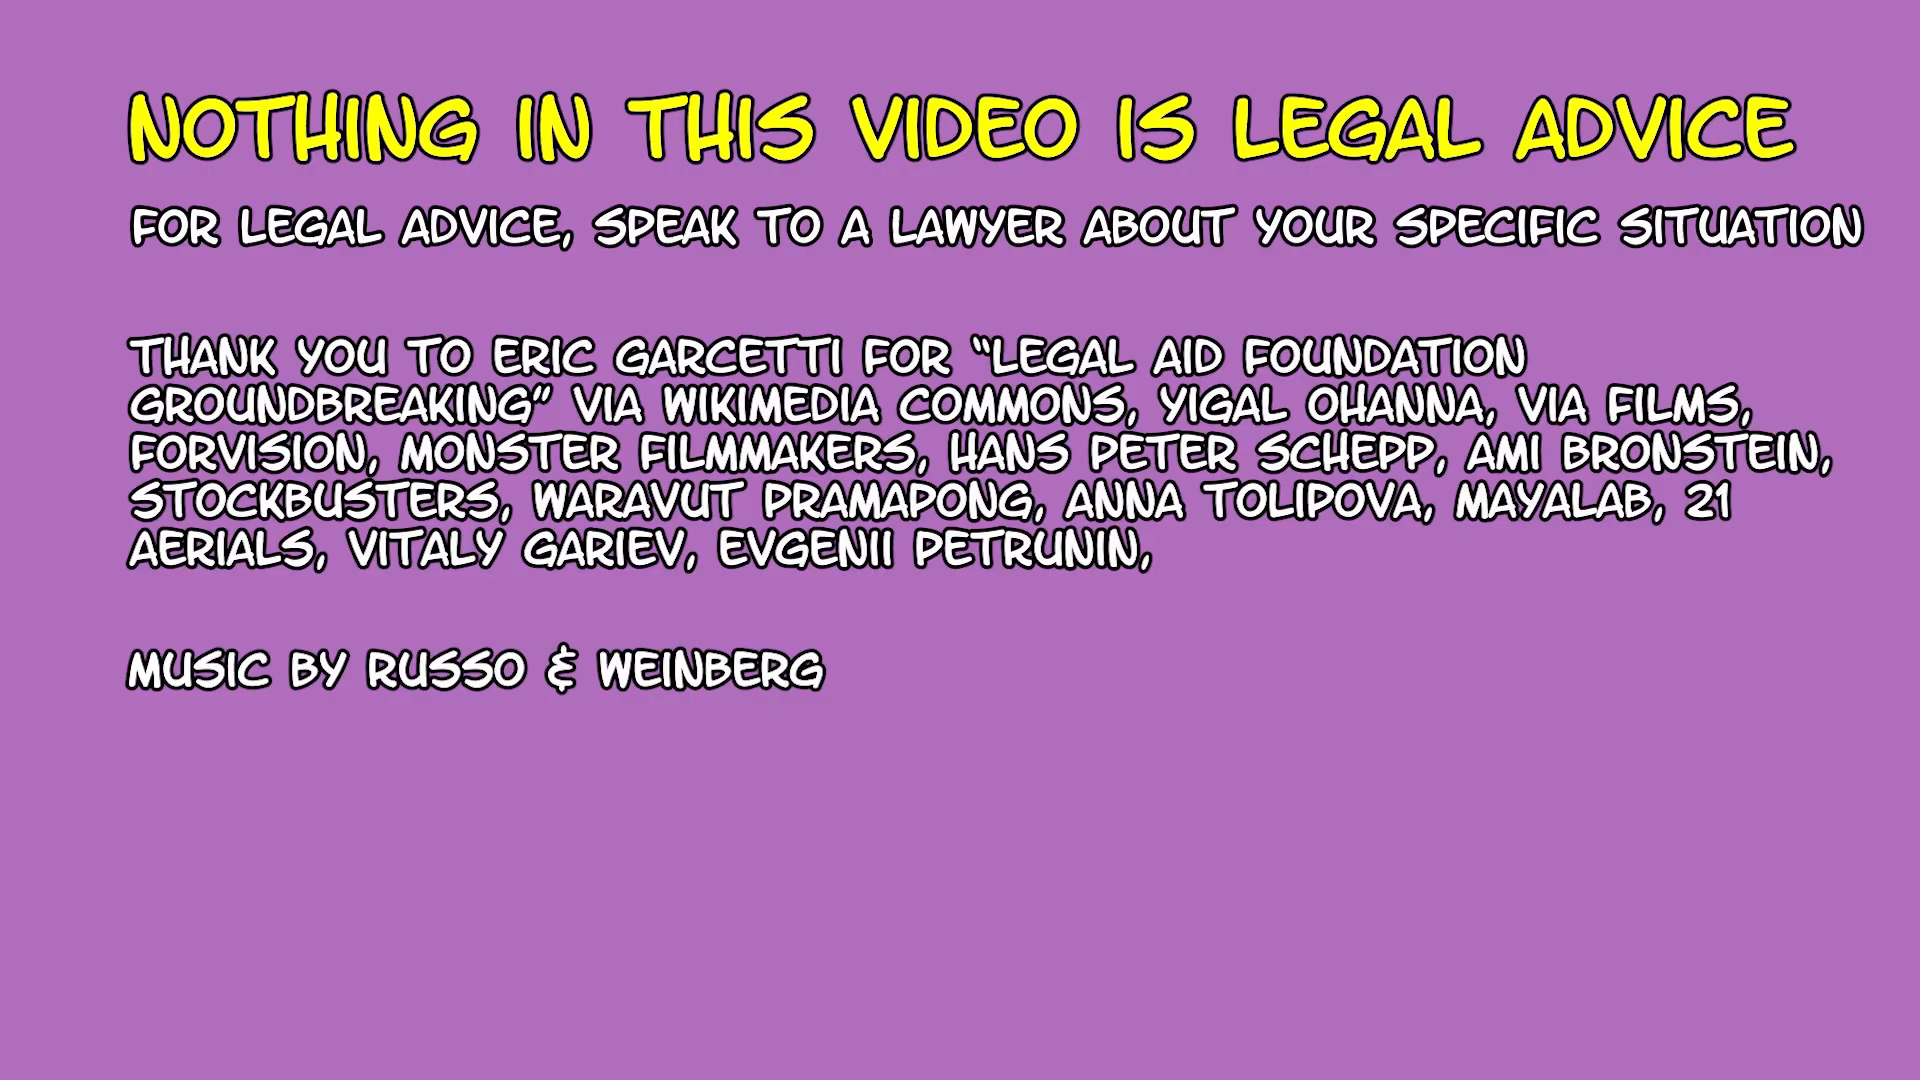 NOTHING IN THIS VIDEO IS LEGAL ADVICE
FOR LEGAL ADVICE, SPEAK TO A LAWYER ABOUT YOUR SPECIFIC SITUATION
THANK YOU TO ERIC GARCETTI FOR “LEGAL AID FOUNDATION
GROUNDBREAKING” VIA WIKIMEDIA COMMONS, YIGAL OHANNA, VIA FILMS,
FORVISION, MONSTER FILMMAKERS, HANS PETER SCHEPP, AMI BRONSTEIN,
STOCKBUSTERS, WARAVUT PRAMAPONG, ANNA TOLIPOVA, MAYALAB, 21
AERIALS, VITALY GARIEV, EVGENII PETRUNIN,
MUSIC BY RUSSO & WEINBERG